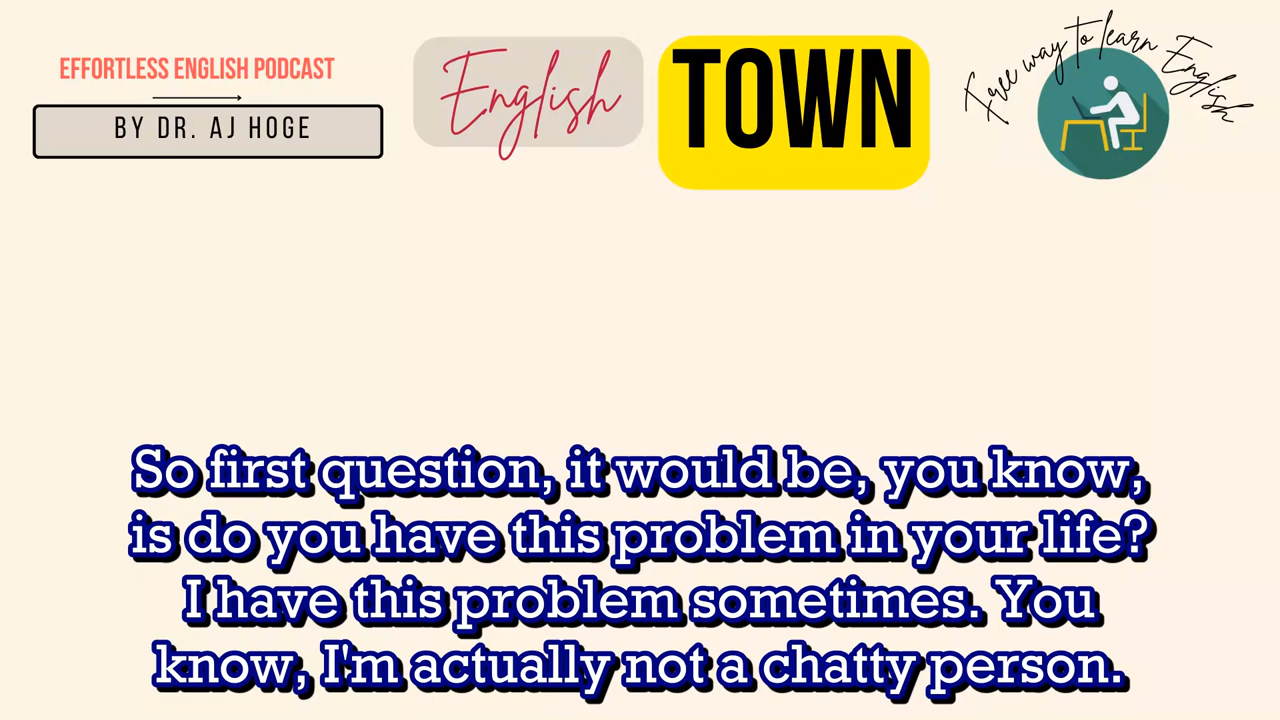 EFFORTLESS ENGLISH PODCAST
BY DR. AJ HOGE
English
TOWN
Free way to learn English
So first question, it would be, you know,
is do you have this problem in your life?
I have this problem sometimes. You
know, I'm actually not a chatty person.